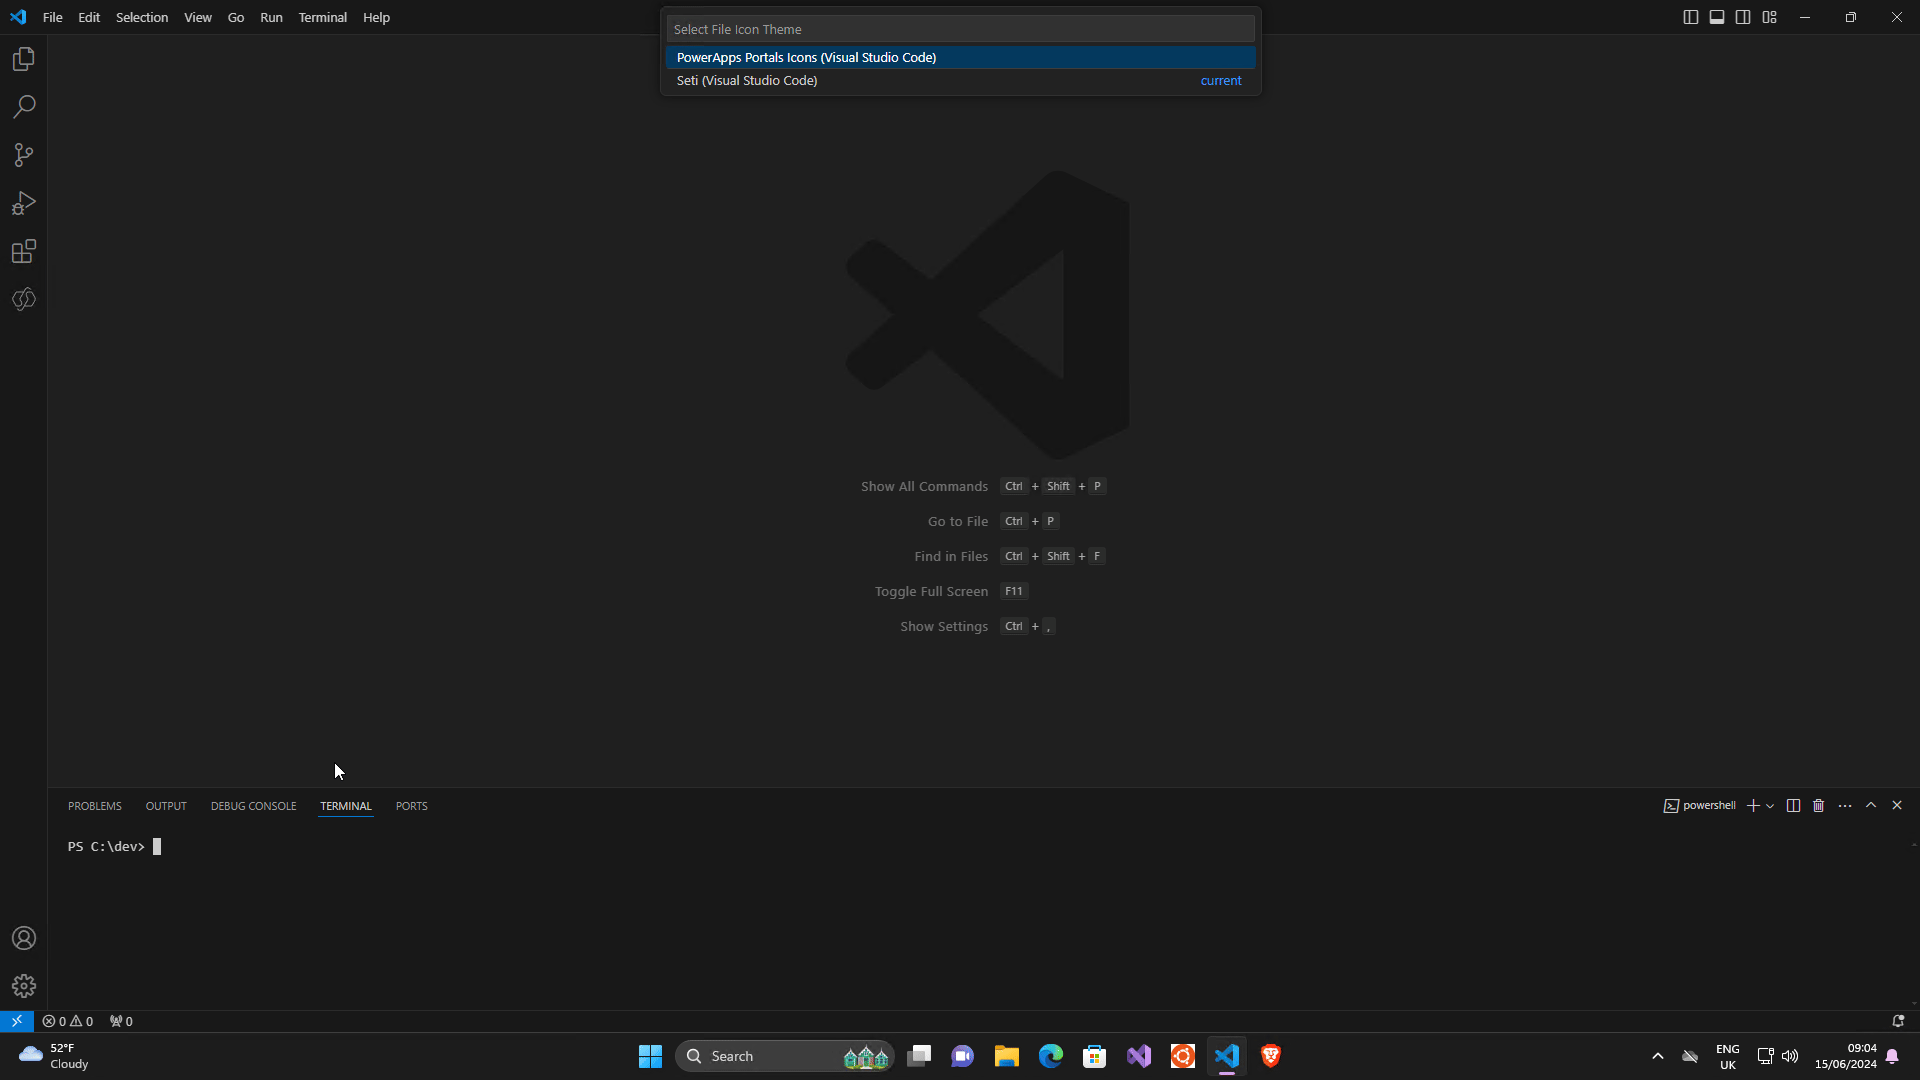 File Edit Selection View Go Run Terminal Help
Select File Icon Theme
PowerApps Portals Icons (Visual Studio Code)
Seti (Visual Studio Code) current
Show All Commands Ctrl + Shift + P
Go to File Ctrl + P
Find in Files Ctrl + Shift + F
Toggle Full Screen F11
Show Settings Ctrl + ,
PROBLEMS OUTPUT DEBUG CONSOLE TERMINAL PORTS powershell
PS C:\dev>
0 0 0
52°F
Cloudy
Search
ENG
UK
09:04
15/06/2024